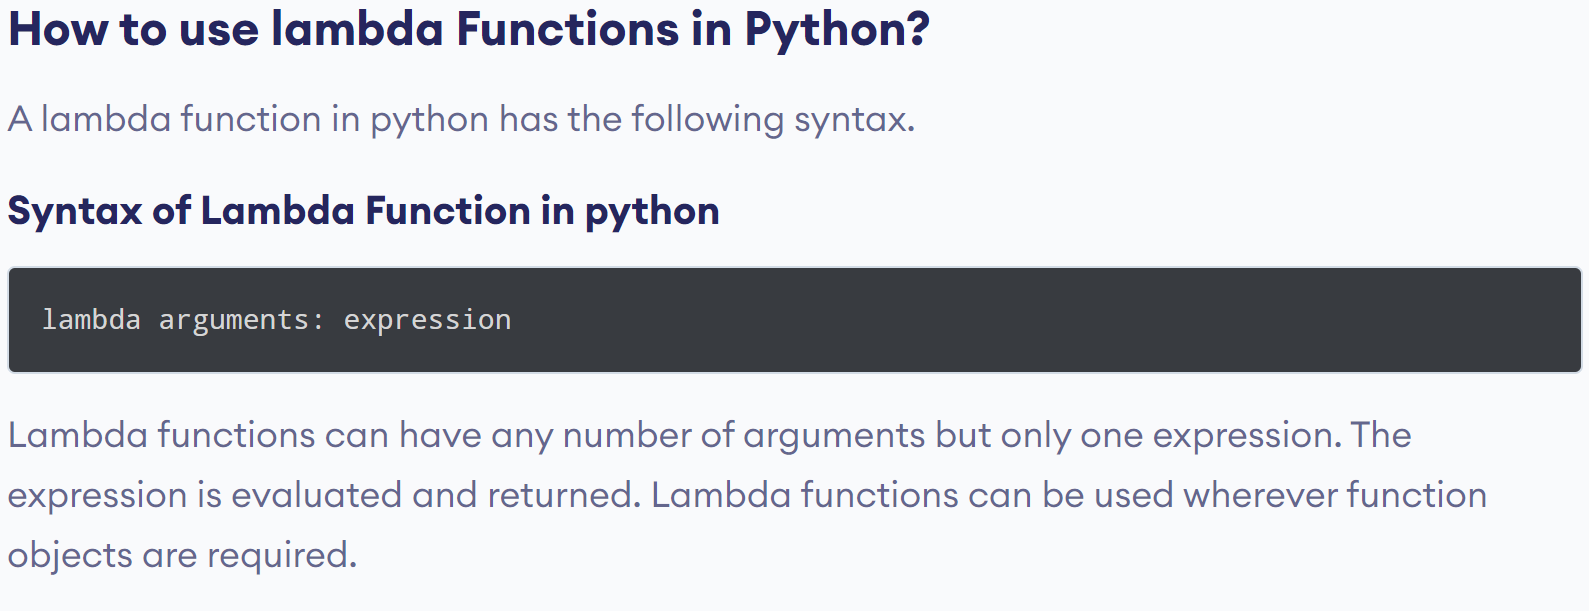 How to use lambda Functions in Python?
A lambda function in python has the following syntax.
Syntax of Lambda Function in python
lambda arguments: expression
Lambda functions can have any number of arguments but only one expression. The
expression is evaluated and returned. Lambda functions can be used wherever function
objects are required.